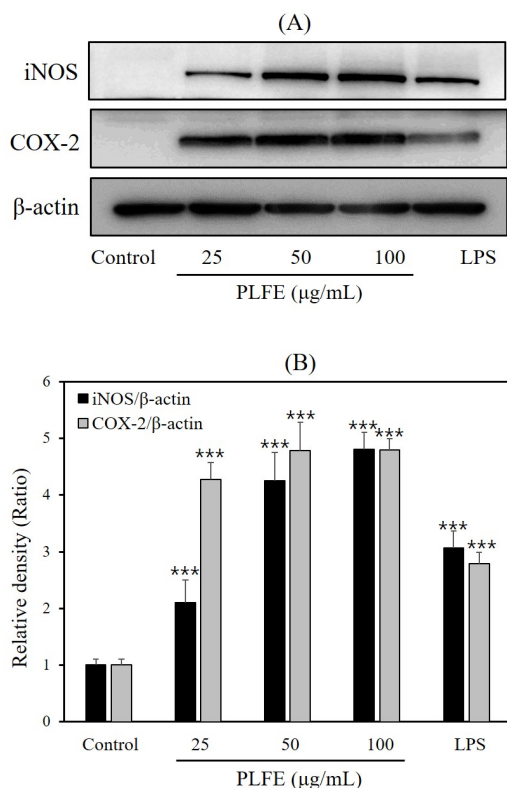 (A)
iNOS
COX-2
β-actin
Control 25 50 100 LPS
PLFE (μg/mL)
(B)
6
iNOS/β-actin
COX-2/β-actin
5
4
3
2
1
0
Relative density (Ratio)
*** *** *** *** *** *** *** ***
Control 25 50 100 LPS
PLFE (μg/mL)